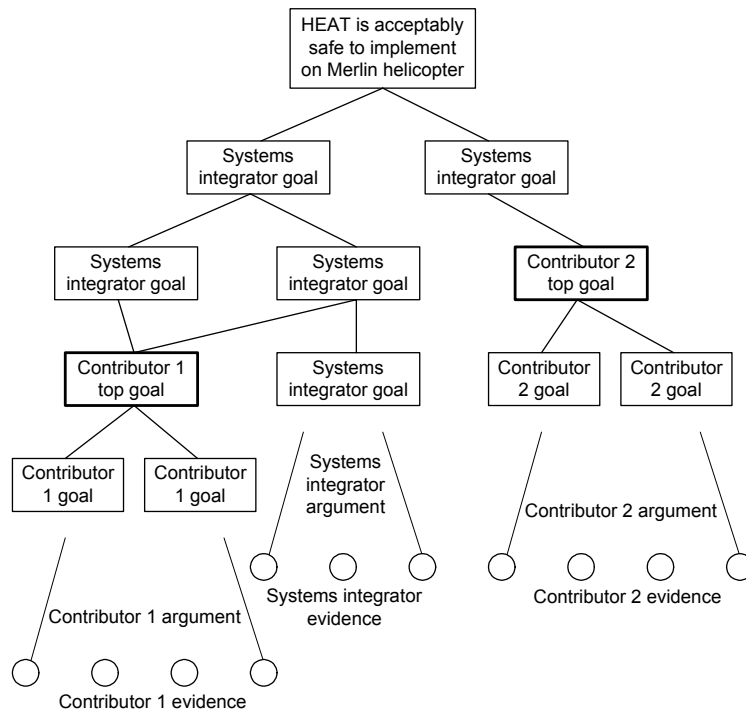 HEAT is acceptably
safe to implement
on Merlin helicopter
Systems
integrator goal
Systems
integrator goal
Systems
integrator goal
Systems
integrator goal
Contributor 2
top goal
Contributor 1
top goal
Systems
integrator goal
Contributor
2 goal
Contributor
2 goal
Contributor
1 goal
Contributor
1 goal
Systems
integrator
argument
Contributor 2 argument
Systems integrator
evidence
Contributor 2 evidence
Contributor 1 argument
Contributor 1 evidence